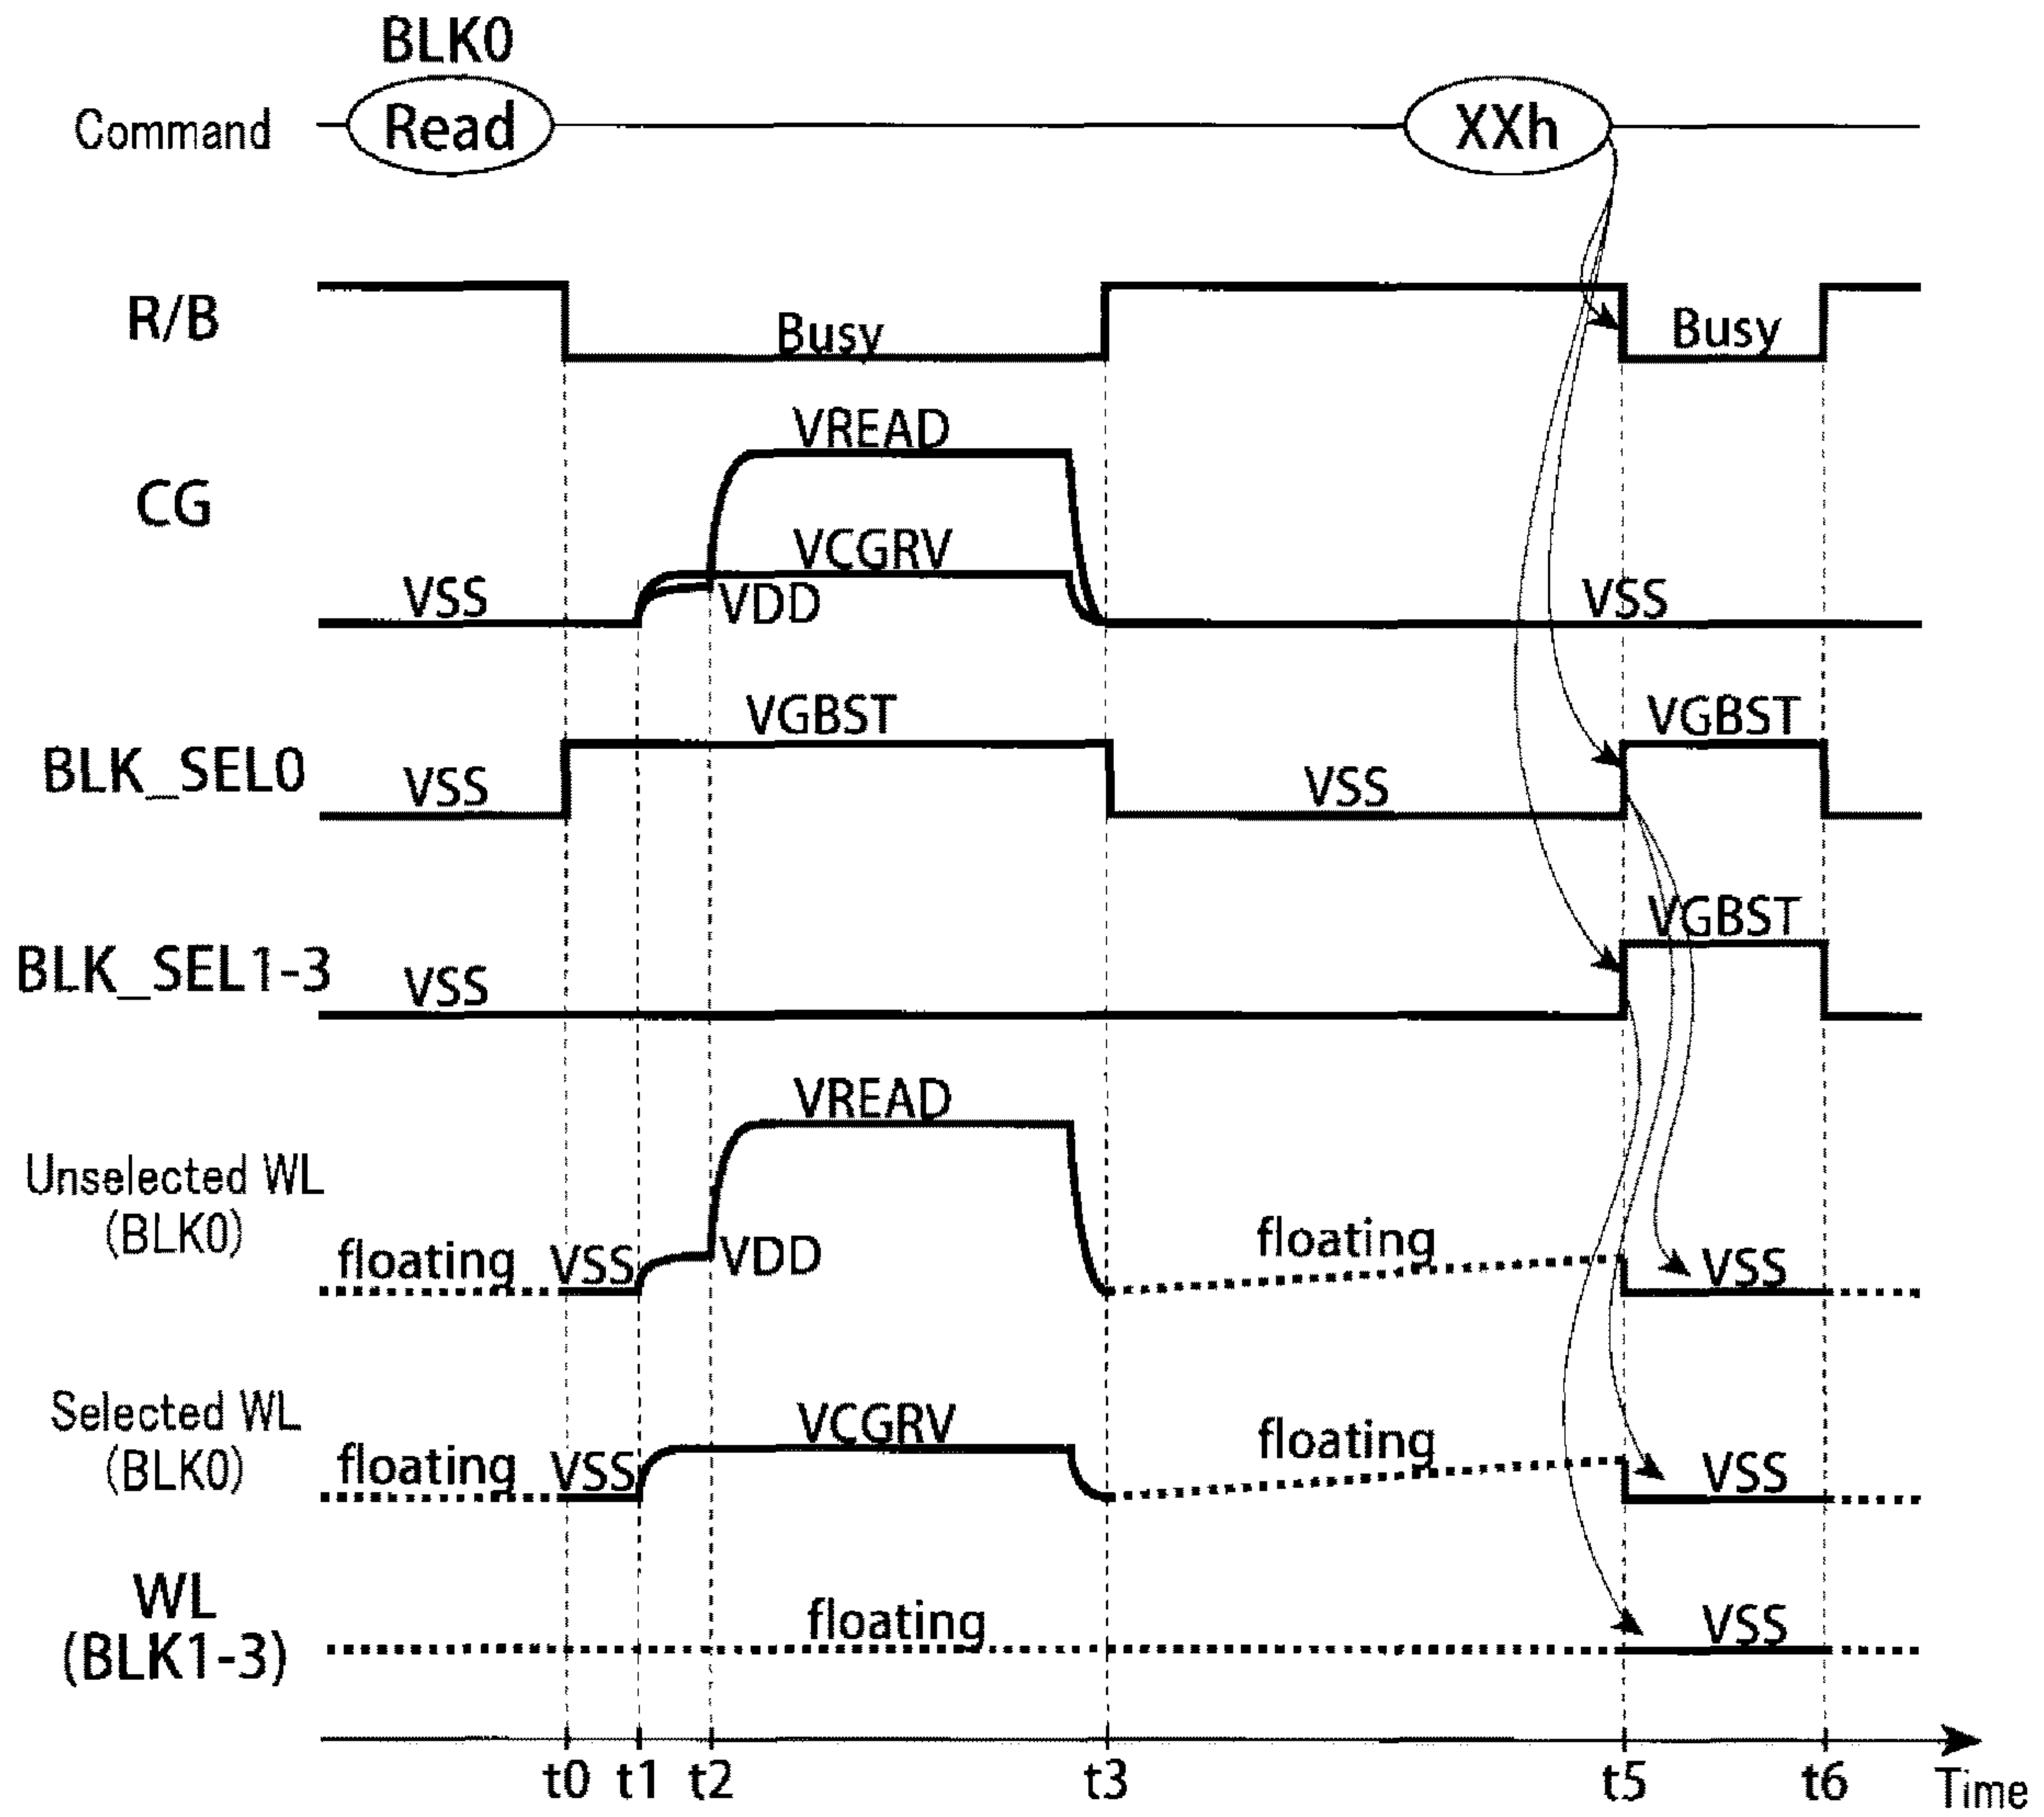 BLK0
Command Read XXh
R/B Busy Busy
VREAD
CG
VCGRV
VSS VDD VSS
VGBST VGBST
BLK_SEL0
VSS VSS
VGBST
BLK_SEL1-3
VSS
VREAD
Unselected WL
(BLK0)
floating VSS VDD floating VSS
Selected WL
(BLK0)
VCGRV
floating VSS floating VSS
WL
(BLK1-3)
floating VSS
t0 t1 t2 t3 t5 t6 Time